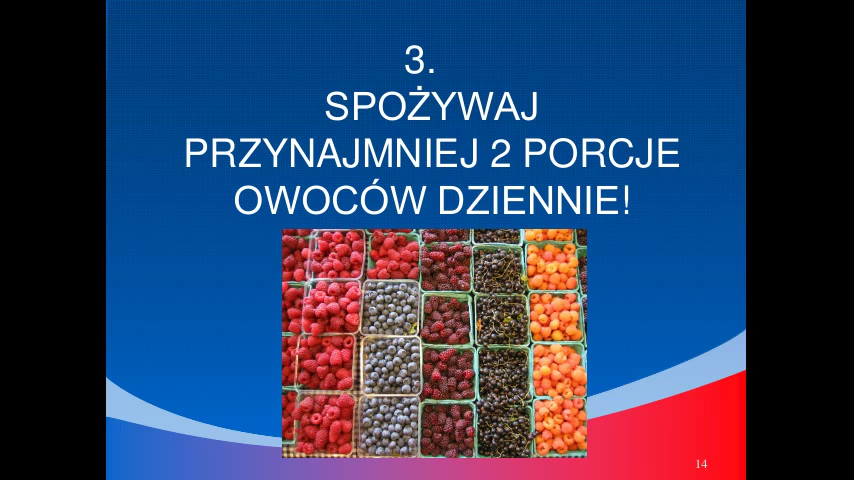 3.
SPOŻYWAJ
PRZYNAJMNIEJ 2 PORCJE
OWOCÓW DZIENNIE!
14